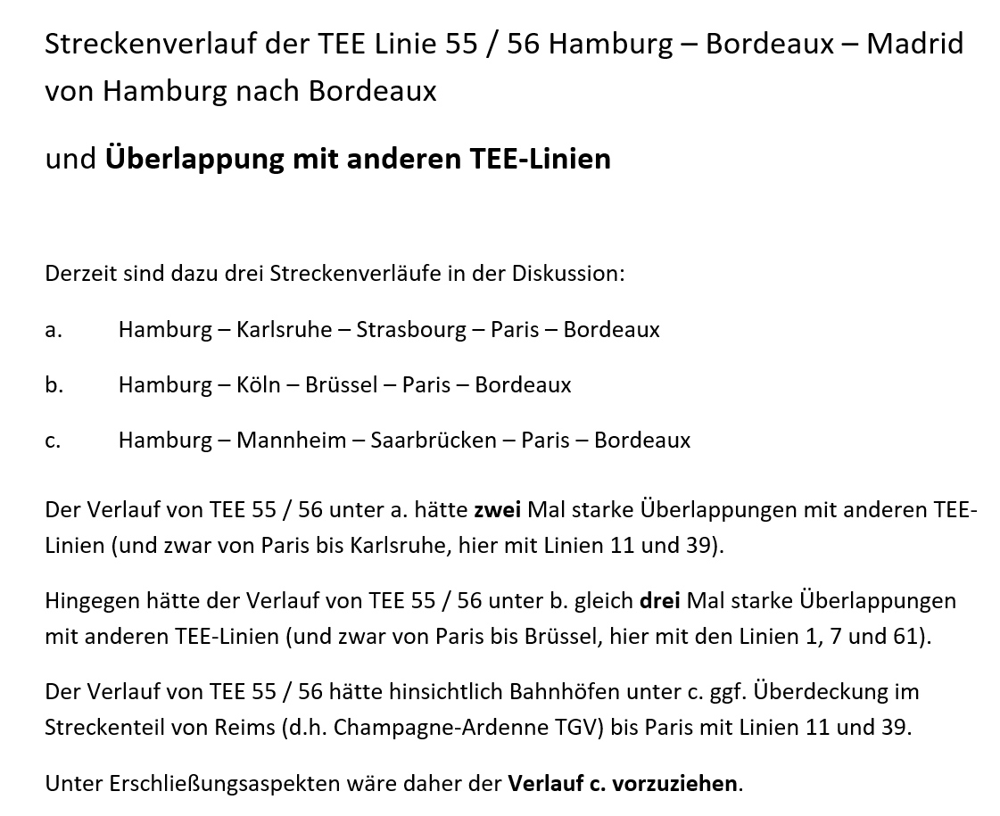 Streckenverlauf der TEE Linie 55 / 56 Hamburg – Bordeaux – Madrid
von Hamburg nach Bordeaux
und Überlappung mit anderen TEE-Linien
Derzeit sind dazu drei Streckenverläufe in der Diskussion:
a. Hamburg – Karlsruhe – Strasbourg – Paris – Bordeaux
b. Hamburg – Köln – Brüssel – Paris – Bordeaux
c. Hamburg – Mannheim – Saarbrücken – Paris – Bordeaux
Der Verlauf von TEE 55 / 56 unter a. hätte zwei Mal starke Überlappungen mit anderen TEE-
Linien (und zwar von Paris bis Karlsruhe, hier mit Linien 11 und 39).
Hingegen hätte der Verlauf von TEE 55 / 56 unter b. gleich drei Mal starke Überlappungen
mit anderen TEE-Linien (und zwar von Paris bis Brüssel, hier mit den Linien 1, 7 und 61).
Der Verlauf von TEE 55 / 56 hätte hinsichtlich Bahnhöfen unter c. ggf. Überdeckung im
Streckenteil von Reims (d.h. Champagne-Ardenne TGV) bis Paris mit Linien 11 und 39.
Unter Erschließungsaspekten wäre daher der Verlauf c. vorzuziehen.